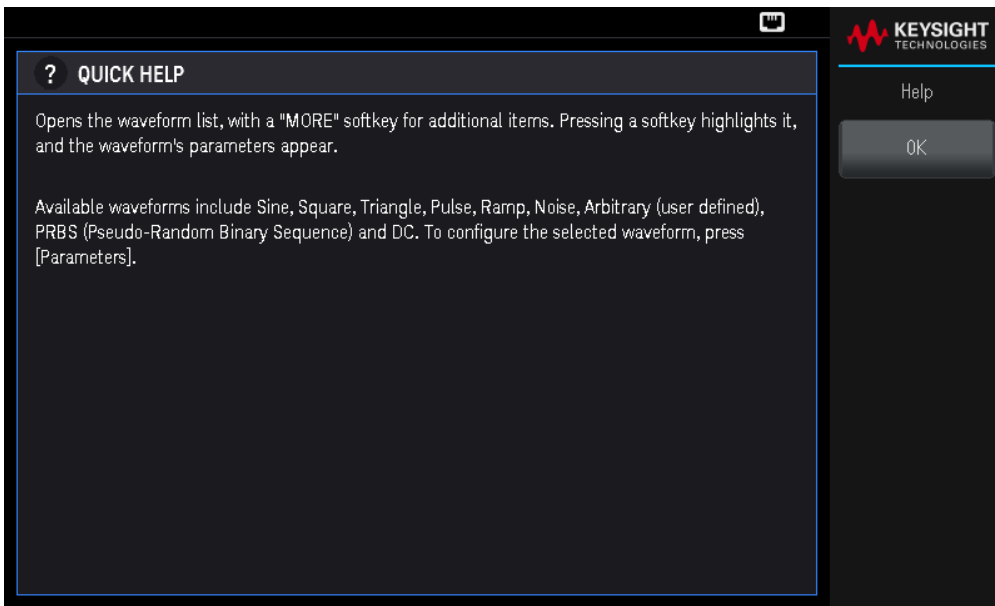 KEYSIGHT
TECHNOLOGIES
? QUICK HELP
Help
Opens the waveform list, with a "MORE" softkey for additional items. Pressing a softkey highlights it,
and the waveform's parameters appear.
OK
Available waveforms include Sine, Square, Triangle, Pulse, Ramp, Noise, Arbitrary (user defined),
PRBS (Pseudo-Random Binary Sequence) and DC. To configure the selected waveform, press
[Parameters].